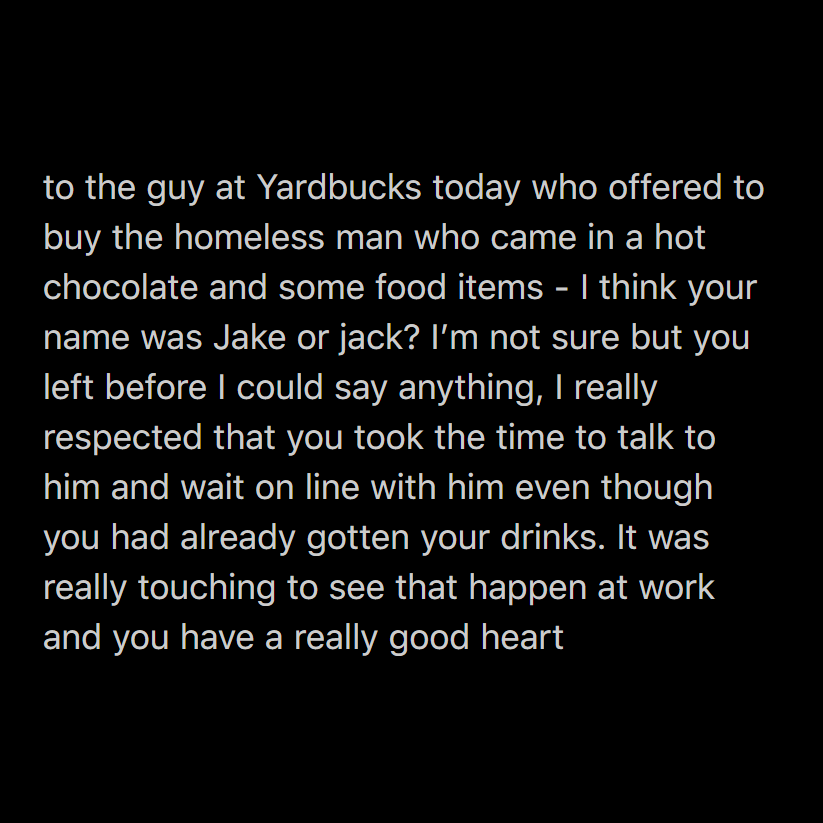 to the guy at Yardbucks today who offered to
buy the homeless man who came in a hot
chocolate and some food items - I think your
name was Jake or jack? I’m not sure but you
left before I could say anything, I really
respected that you took the time to talk to
him and wait on line with him even though
you had already gotten your drinks. It was
really touching to see that happen at work
and you have a really good heart